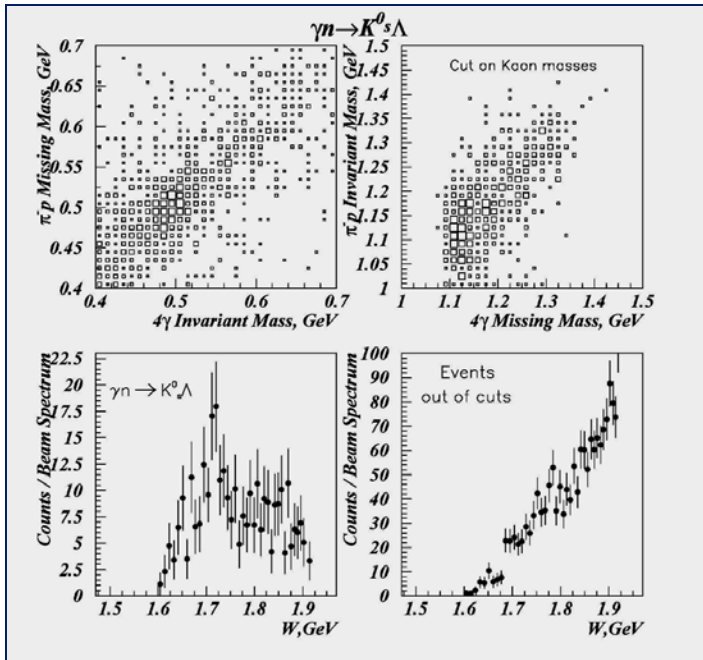 γn→K⁰s Λ
π⁻p Missing Mass, GeV
0.7
0.65
0.6
0.55
0.5
0.45
0.4
0.4 0.5 0.6 0.7
4γ Invariant Mass, GeV
Cut on Kaon masses
π⁻p Invariant Mass, GeV
1.5
1.45
1.4
1.35
1.3
1.25
1.2
1.15
1.1
1.05
1
1 1.1 1.2 1.3 1.4 1.5
4γ Missing Mass, GeV
γn → K⁰sΛ
Counts / Beam Spectrum
22.5
20
17.5
15
12.5
10
7.5
5
2.5
0
1.5 1.6 1.7 1.8 1.9
W,GeV
Events
out of cuts
Counts / Beam Spectrum
100
90
80
70
60
50
40
30
20
10
0
1.5 1.6 1.7 1.8 1.9
W,GeV